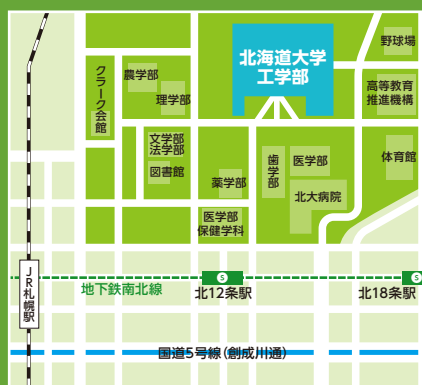 北海道大学
工学部
野球場
クラーク会館
農学部
理学部
高等教育
推進機構
文学部
法学部
図書館
薬学部
歯学部
医学部
体育館
北大病院
医学部
保健学科
JR札幌駅
地下鉄南北線
S
北12条駅
S
北18条駅
国道5号線(創成川通)